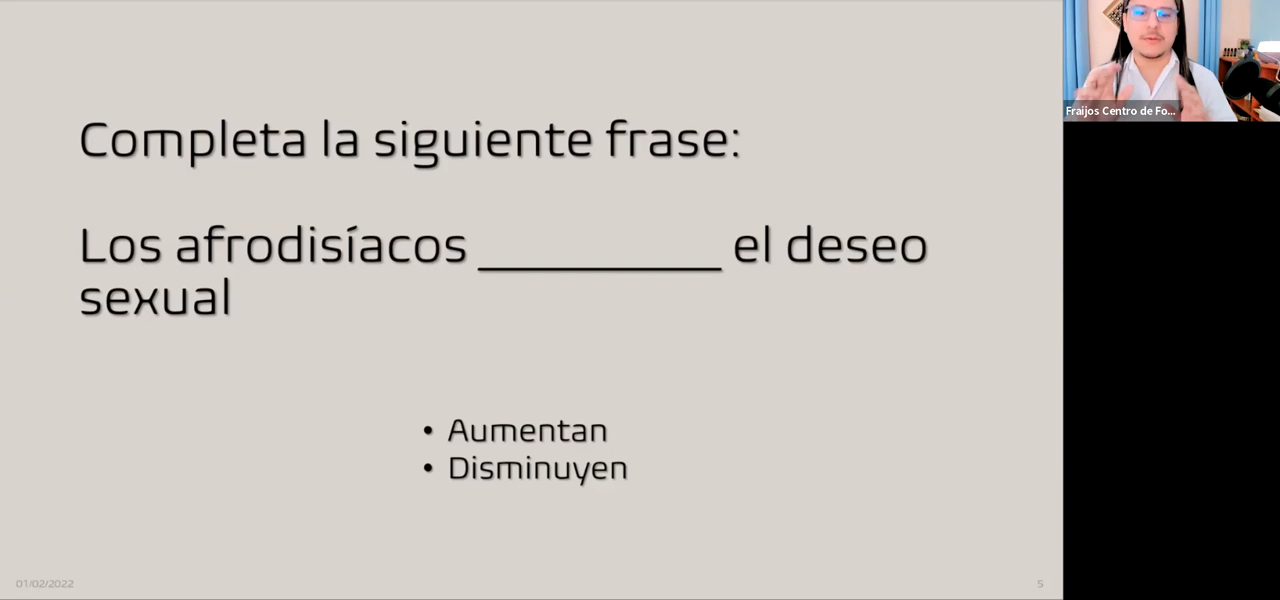 Completa la siguiente frase:
Los afrodisíacos __________ el deseo
sexual
• Aumentan
• Disminuyen
01/02/2022
5
Fraijos Centro de Fo...